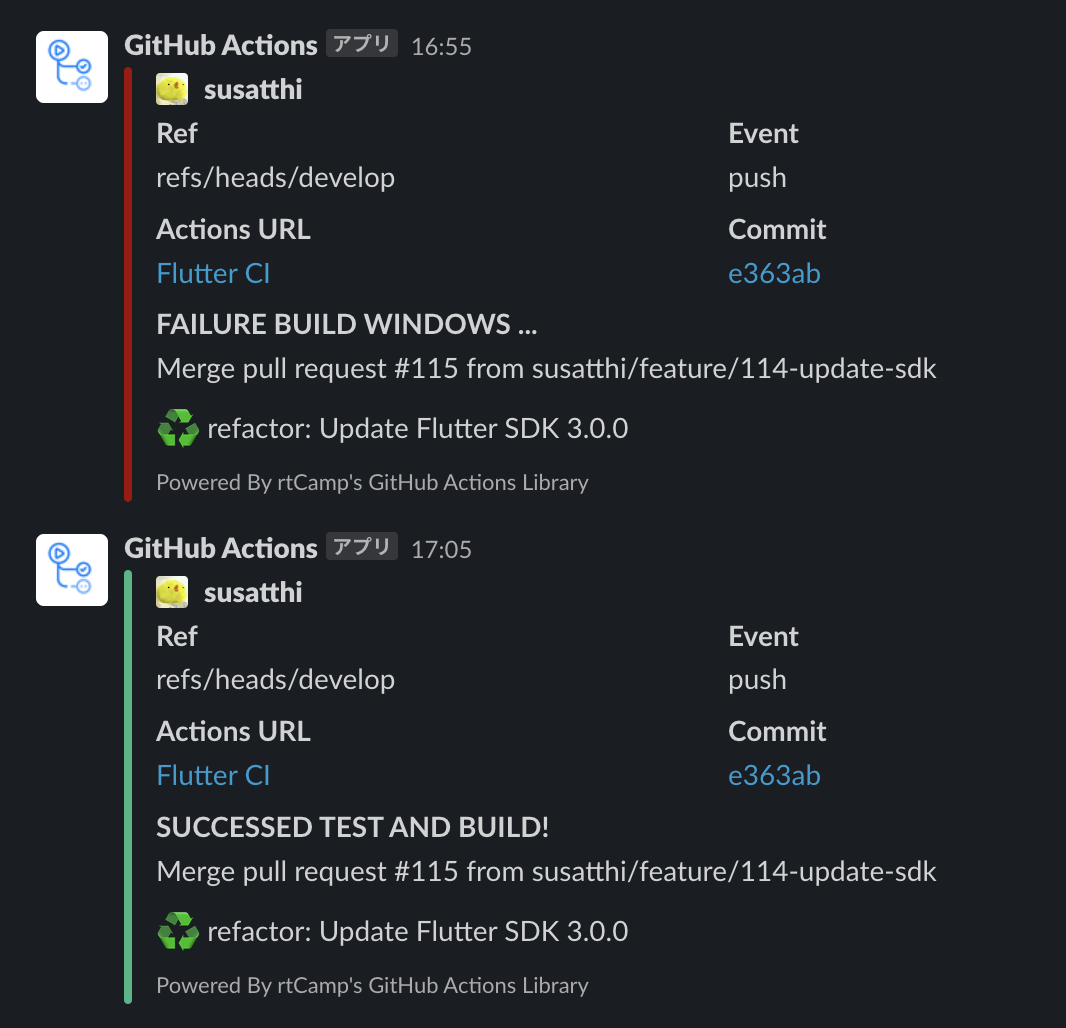 GitHub Actions アプリ 16:55
susatthi
Ref Event
refs/heads/develop push
Actions URL Commit
Flutter CI e363ab
FAILURE BUILD WINDOWS ...
Merge pull request #115 from susatthi/feature/114-update-sdk
refactor: Update Flutter SDK 3.0.0
Powered By rtCamp's GitHub Actions Library
GitHub Actions アプリ 17:05
susatthi
Ref Event
refs/heads/develop push
Actions URL Commit
Flutter CI e363ab
SUCCESSED TEST AND BUILD!
Merge pull request #115 from susatthi/feature/114-update-sdk
refactor: Update Flutter SDK 3.0.0
Powered By rtCamp's GitHub Actions Library